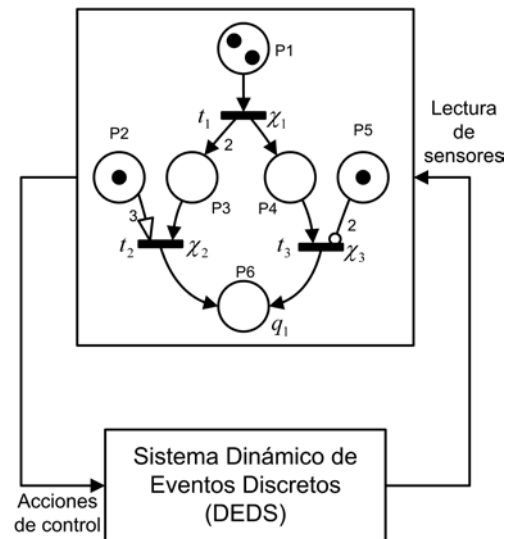 P1
t₁
χ₁
Lectura
de
sensores
P2
P5
2
P3
P4
3
2
t₂
χ₂
t₃
χ₃
P6
q₁
Sistema Dinámico de
Eventos Discretos
(DEDS)
Acciones
de control